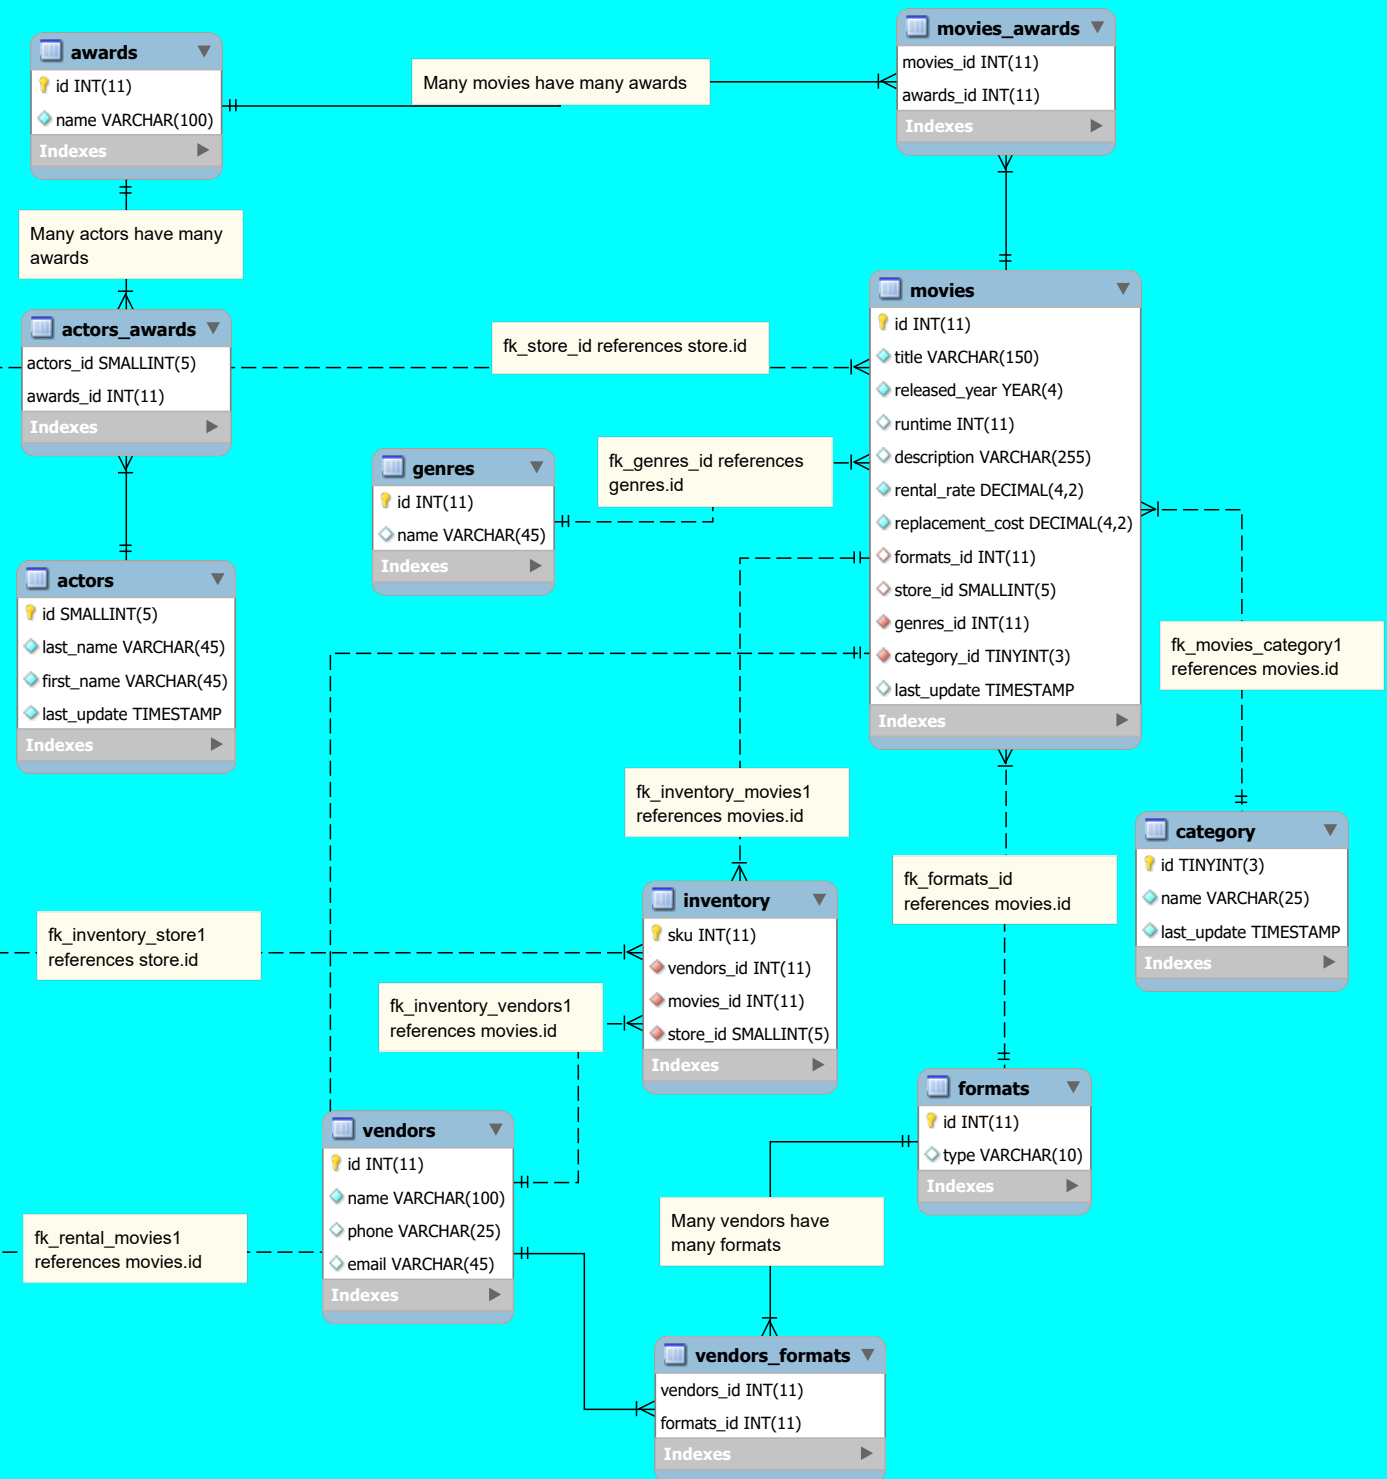 awards
id INT(11)
name VARCHAR(100)
Indexes
Many movies have many awards
movies_awards
movies_id INT(11)
awards_id INT(11)
Indexes
Many actors have many
awards
actors_awards
actors_id SMALLINT(5)
awards_id INT(11)
Indexes
fk_store_id references store.id
movies
id INT(11)
title VARCHAR(150)
released_year YEAR(4)
runtime INT(11)
description VARCHAR(255)
rental_rate DECIMAL(4,2)
replacement_cost DECIMAL(4,2)
formats_id INT(11)
store_id SMALLINT(5)
genres_id INT(11)
category_id TINYINT(3)
last_update TIMESTAMP
Indexes
fk_genres_id references
genres.id
genres
id INT(11)
name VARCHAR(45)
Indexes
actors
id SMALLINT(5)
last_name VARCHAR(45)
first_name VARCHAR(45)
last_update TIMESTAMP
Indexes
fk_movies_category1
references movies.id
fk_inventory_movies1
references movies.id
category
id TINYINT(3)
name VARCHAR(25)
last_update TIMESTAMP
Indexes
fk_formats_id
references movies.id
inventory
sku INT(11)
vendors_id INT(11)
movies_id INT(11)
store_id SMALLINT(5)
Indexes
fk_inventory_store1
references store.id
fk_inventory_vendors1
references movies.id
formats
id INT(11)
type VARCHAR(10)
Indexes
vendors
id INT(11)
name VARCHAR(100)
phone VARCHAR(25)
email VARCHAR(45)
Indexes
fk_rental_movies1
references movies.id
Many vendors have
many formats
vendors_formats
vendors_id INT(11)
formats_id INT(11)
Indexes